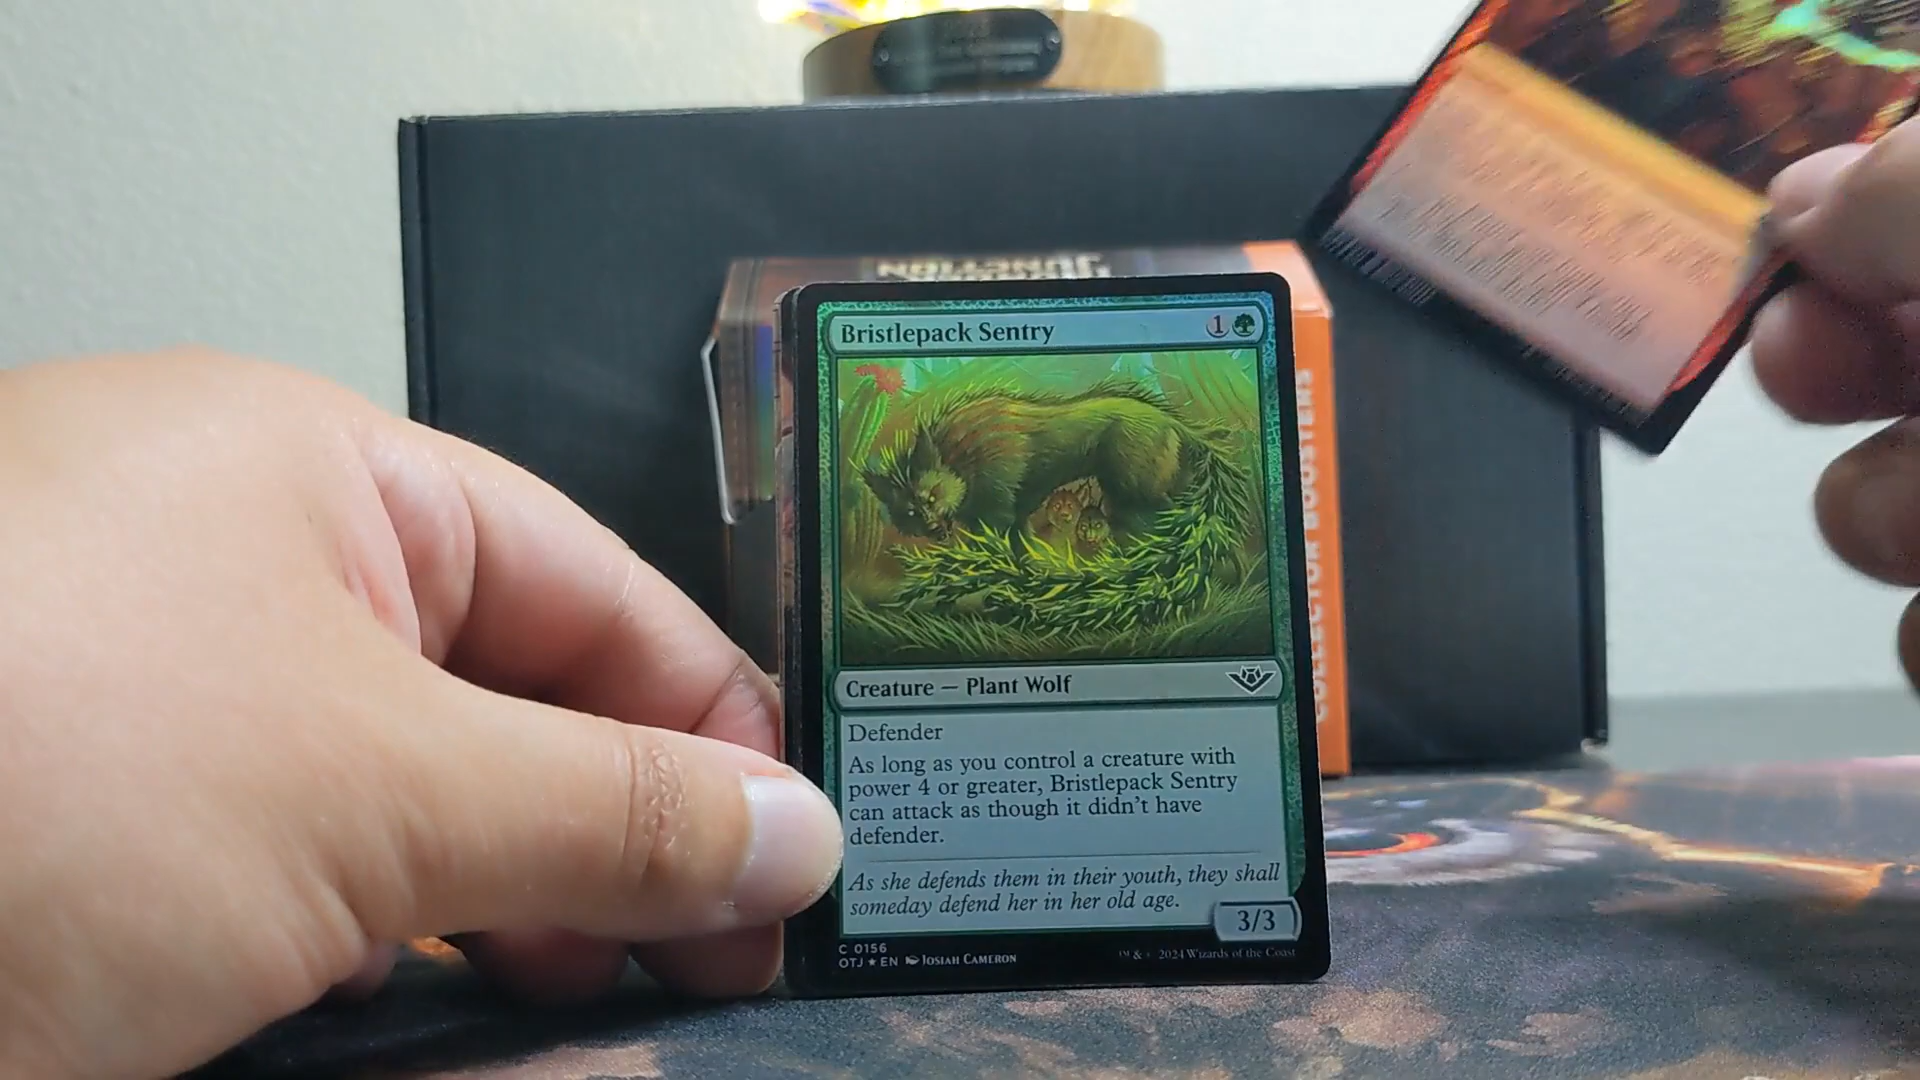 JUNCTION
Bristlepack Sentry
1
Creature — Plant Wolf
Defender
As long as you control a creature with
power 4 or greater, Bristlepack Sentry
can attack as though it didn't have
defender.
As she defends them in their youth, they shall
someday defend her in her old age.
3/3
C 0156
OTJ ★ EN JOSIAH CAMERON
™ & © 2024 Wizards of the Coast
COLLECTOR BOOSTERS